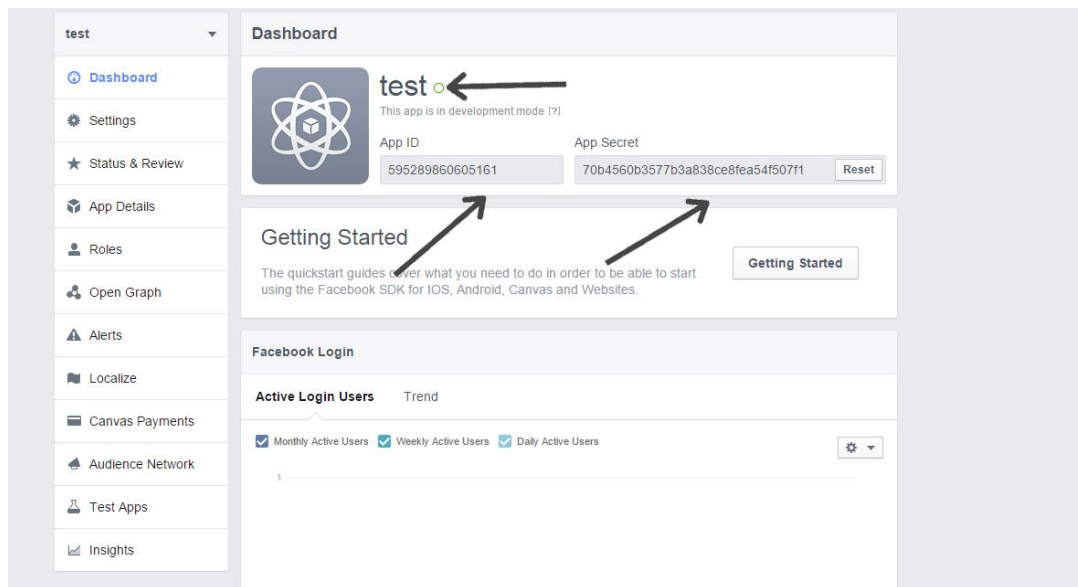 test
Dashboard
Settings
Status & Review
App Details
Roles
Open Graph
Alerts
Localize
Canvas Payments
Audience Network
Test Apps
Insights
Dashboard
test
This app is in development mode [?]
App ID
App Secret
595289860605161
70b4560b3577b3a838ce8fea54f507f1
Reset
Getting Started
The quickstart guides cover what you need to do in order to be able to start
using the Facebook SDK for IOS, Android, Canvas and Websites.
Getting Started
Facebook Login
Active Login Users Trend
Monthly Active Users Weekly Active Users Daily Active Users
1